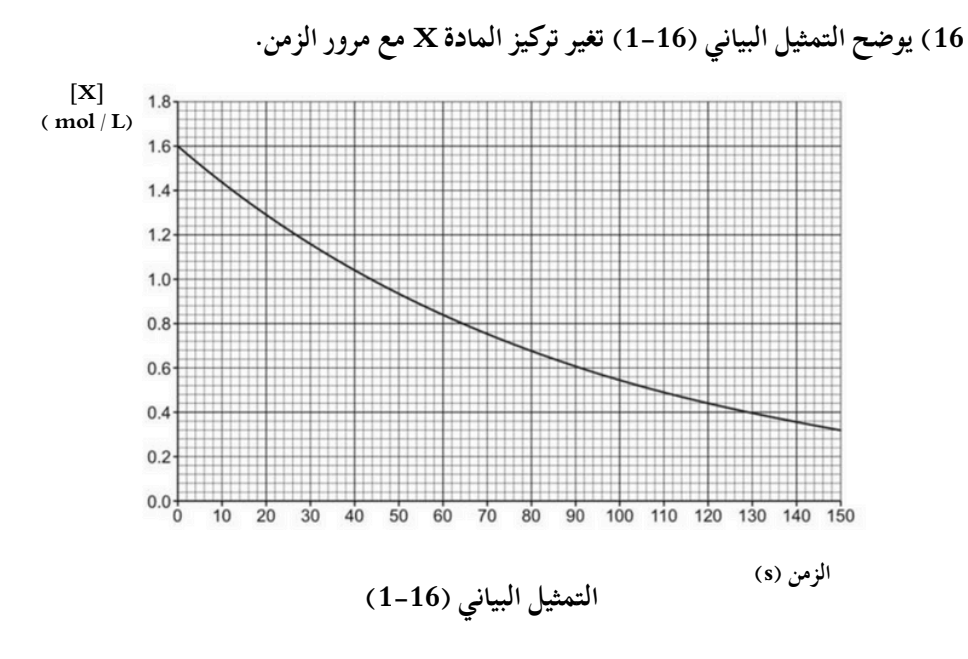 16) يوضح التمثيل البياني (16-1) تغير تركيز المادة X مع مرور الزمن.
[X]
( mol / L)
1.8
1.6
1.4
1.2
1.0
0.8
0.6
0.4
0.2
0.0
0 10 20 30 40 50 60 70 80 90 100 110 120 130 140 150
الزمن (s)
التمثيل البياني (16-1)